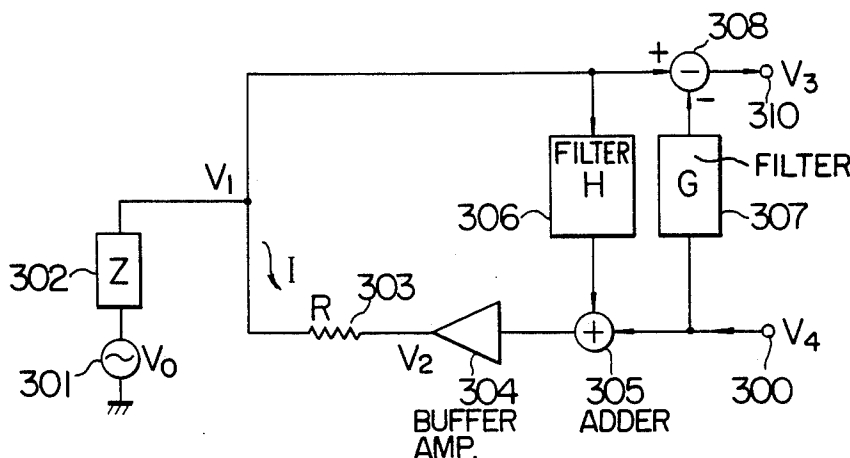 308
+
−
V3
310
−
FILTER
H
G
FILTER
306
307
V1
302
Z
I
R
303
301
V0
V2
304
+
305
V4
300
BUFFER
AMP.
ADDER